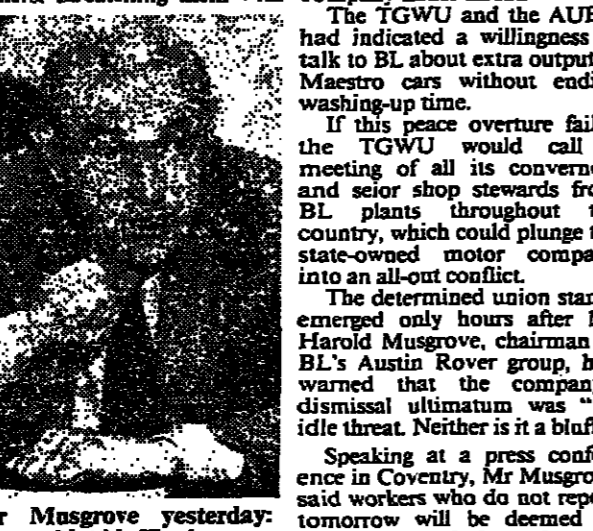 The TGWU and the AUE
had indicated a willingness
talk to BL about extra output
Maestro cars without endi
washing-up time.
If this peace overture fail
the TGWU would call
meeting of all its convene
and seior shop stewards fro
BL plants throughout t
country, which could plunge t
state-owned motor compa
into an all-out conflict.
The determined union stan
emerged only hours after M
Harold Musgrove, chairman
BL's Austin Rover group, h
warned that the company
dismissal ultimatum was "
idle threat. Neither is it a bluff
Speaking at a press conf
ence in Coventry, Mr Musgro
said workers who do not repo
tomorrow will be deemed
r Musgrove yesterday: